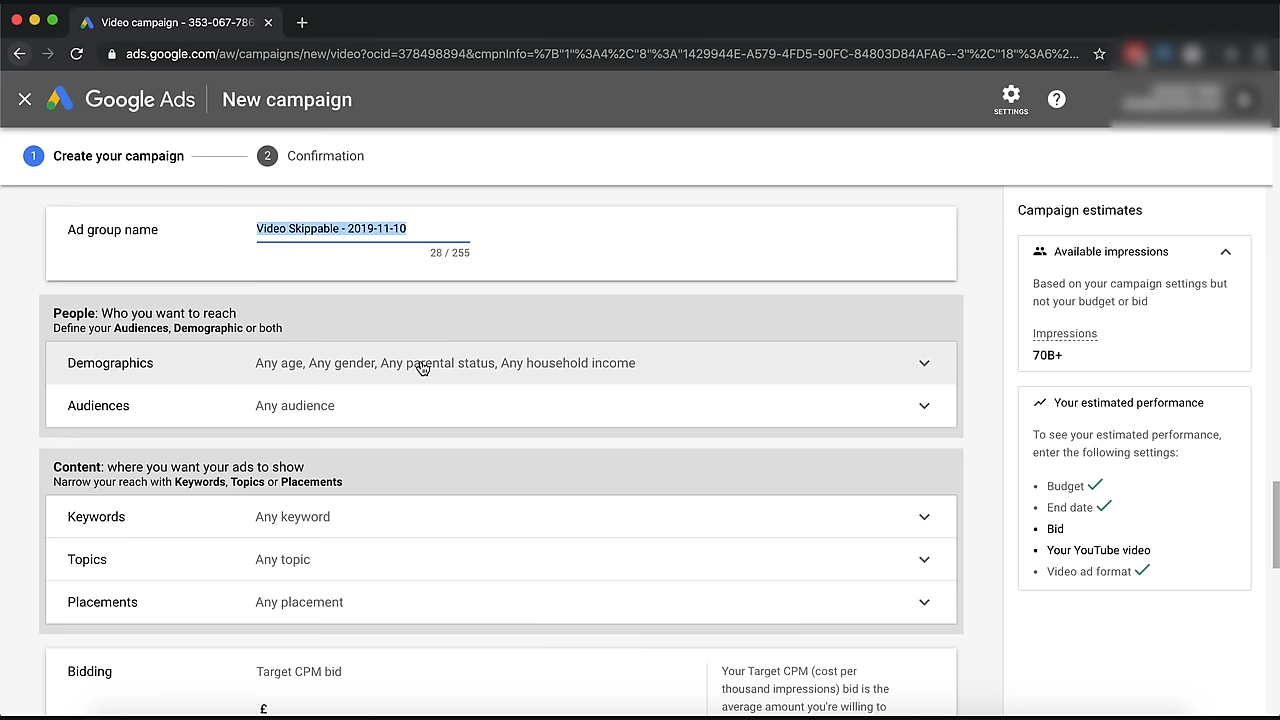 Video campaign - 353-067-786
ads.google.com/aw/campaigns/new/video?ocid=378498894&cmpnInfo=%7B"1"%3A4%2C"8"%3A"1429944E-A579-4FD5-90FC-84803D84AFA6--3"%2C"18"%3A6%2...
Google Ads
New campaign
SETTINGS
1 Create your campaign
2 Confirmation
Ad group name
Video Skippable - 2019-11-10
28 / 255
People: Who you want to reach
Define your Audiences, Demographic or both
Demographics Any age, Any gender, Any parental status, Any household income
Audiences Any audience
Content: where you want your ads to show
Narrow your reach with Keywords, Topics or Placements
Keywords Any keyword
Topics Any topic
Placements Any placement
Bidding Target CPM bid
£
Your Target CPM (cost per
thousand impressions) bid is the
average amount you're willing to
Campaign estimates
Available impressions
Based on your campaign settings but
not your budget or bid
Impressions
70B+
Your estimated performance
To see your estimated performance,
enter the following settings:
• Budget
• End date
• Bid
• Your YouTube video
• Video ad format